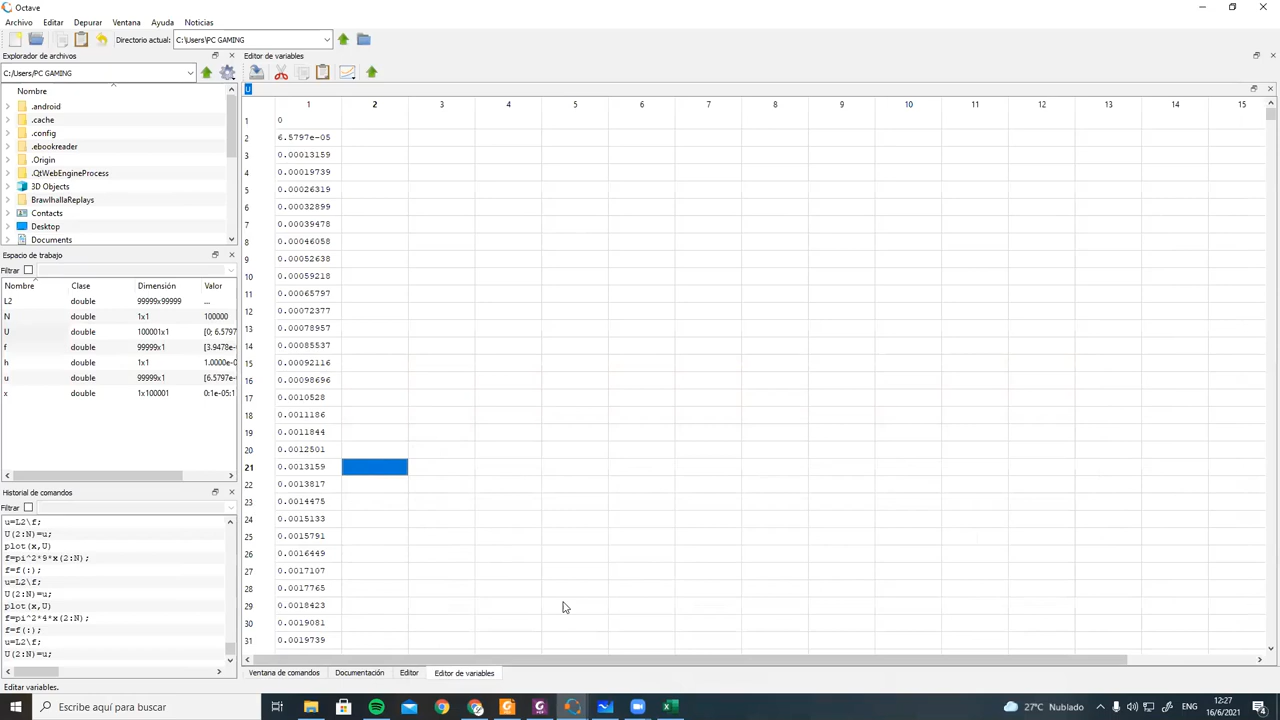 Octave
Archivo Editar Depurar Ventana Ayuda Noticias
Directorio actual: C:\Users\PC GAMING
Explorador de archivos
Editor de variables
C:/Users/PC GAMING
Nombre
.android
.cache
.config
.ebookreader
.Origin
.QtWebEngineProcess
3D Objects
BrawlhallaReplays
Contacts
Desktop
Documents
Espacio de trabajo
Filtrar
Nombre Clase Dimensión Valor
L2 double 99999x99999 ...
N double 1x1 100000
U double 100001x1 [0; 6.5797
f double 99999x1 [3.9478e-
h double 1x1 1.0000e-0
u double 99999x1 [6.5797e-
x double 1x100001 0:1e-05:1
Historial de comandos
Filtrar
u=L2\f;
U(2:N)=u;
plot(x,U)
f=pi^2*9*x(2:N);
f=f(:);
u=L2\f;
U(2:N)=u;
plot(x,U)
f=pi^2*4*x(2:N);
f=f(:);
u=L2\f;
U(2:N)=u;
U
1 2 3 4 5 6 7 8 9 10 11 12 13 14 15
1 0
2 6.5797e-05
3 0.00013159
4 0.00019739
5 0.00026319
6 0.00032899
7 0.00039478
8 0.00046058
9 0.00052638
10 0.00059218
11 0.00065797
12 0.00072377
13 0.00078957
14 0.00085537
15 0.00092116
16 0.00098696
17 0.0010528
18 0.0011186
19 0.0011844
20 0.0012501
21 0.0013159
22 0.0013817
23 0.0014475
24 0.0015133
25 0.0015791
26 0.0016449
27 0.0017107
28 0.0017765
29 0.0018423
30 0.0019081
31 0.0019739
Ventana de comandos Documentación Editor Editor de variables
Editar variables.
Escribe aquí para buscar
27°C Nublado
ENG
12:27
16/6/2021